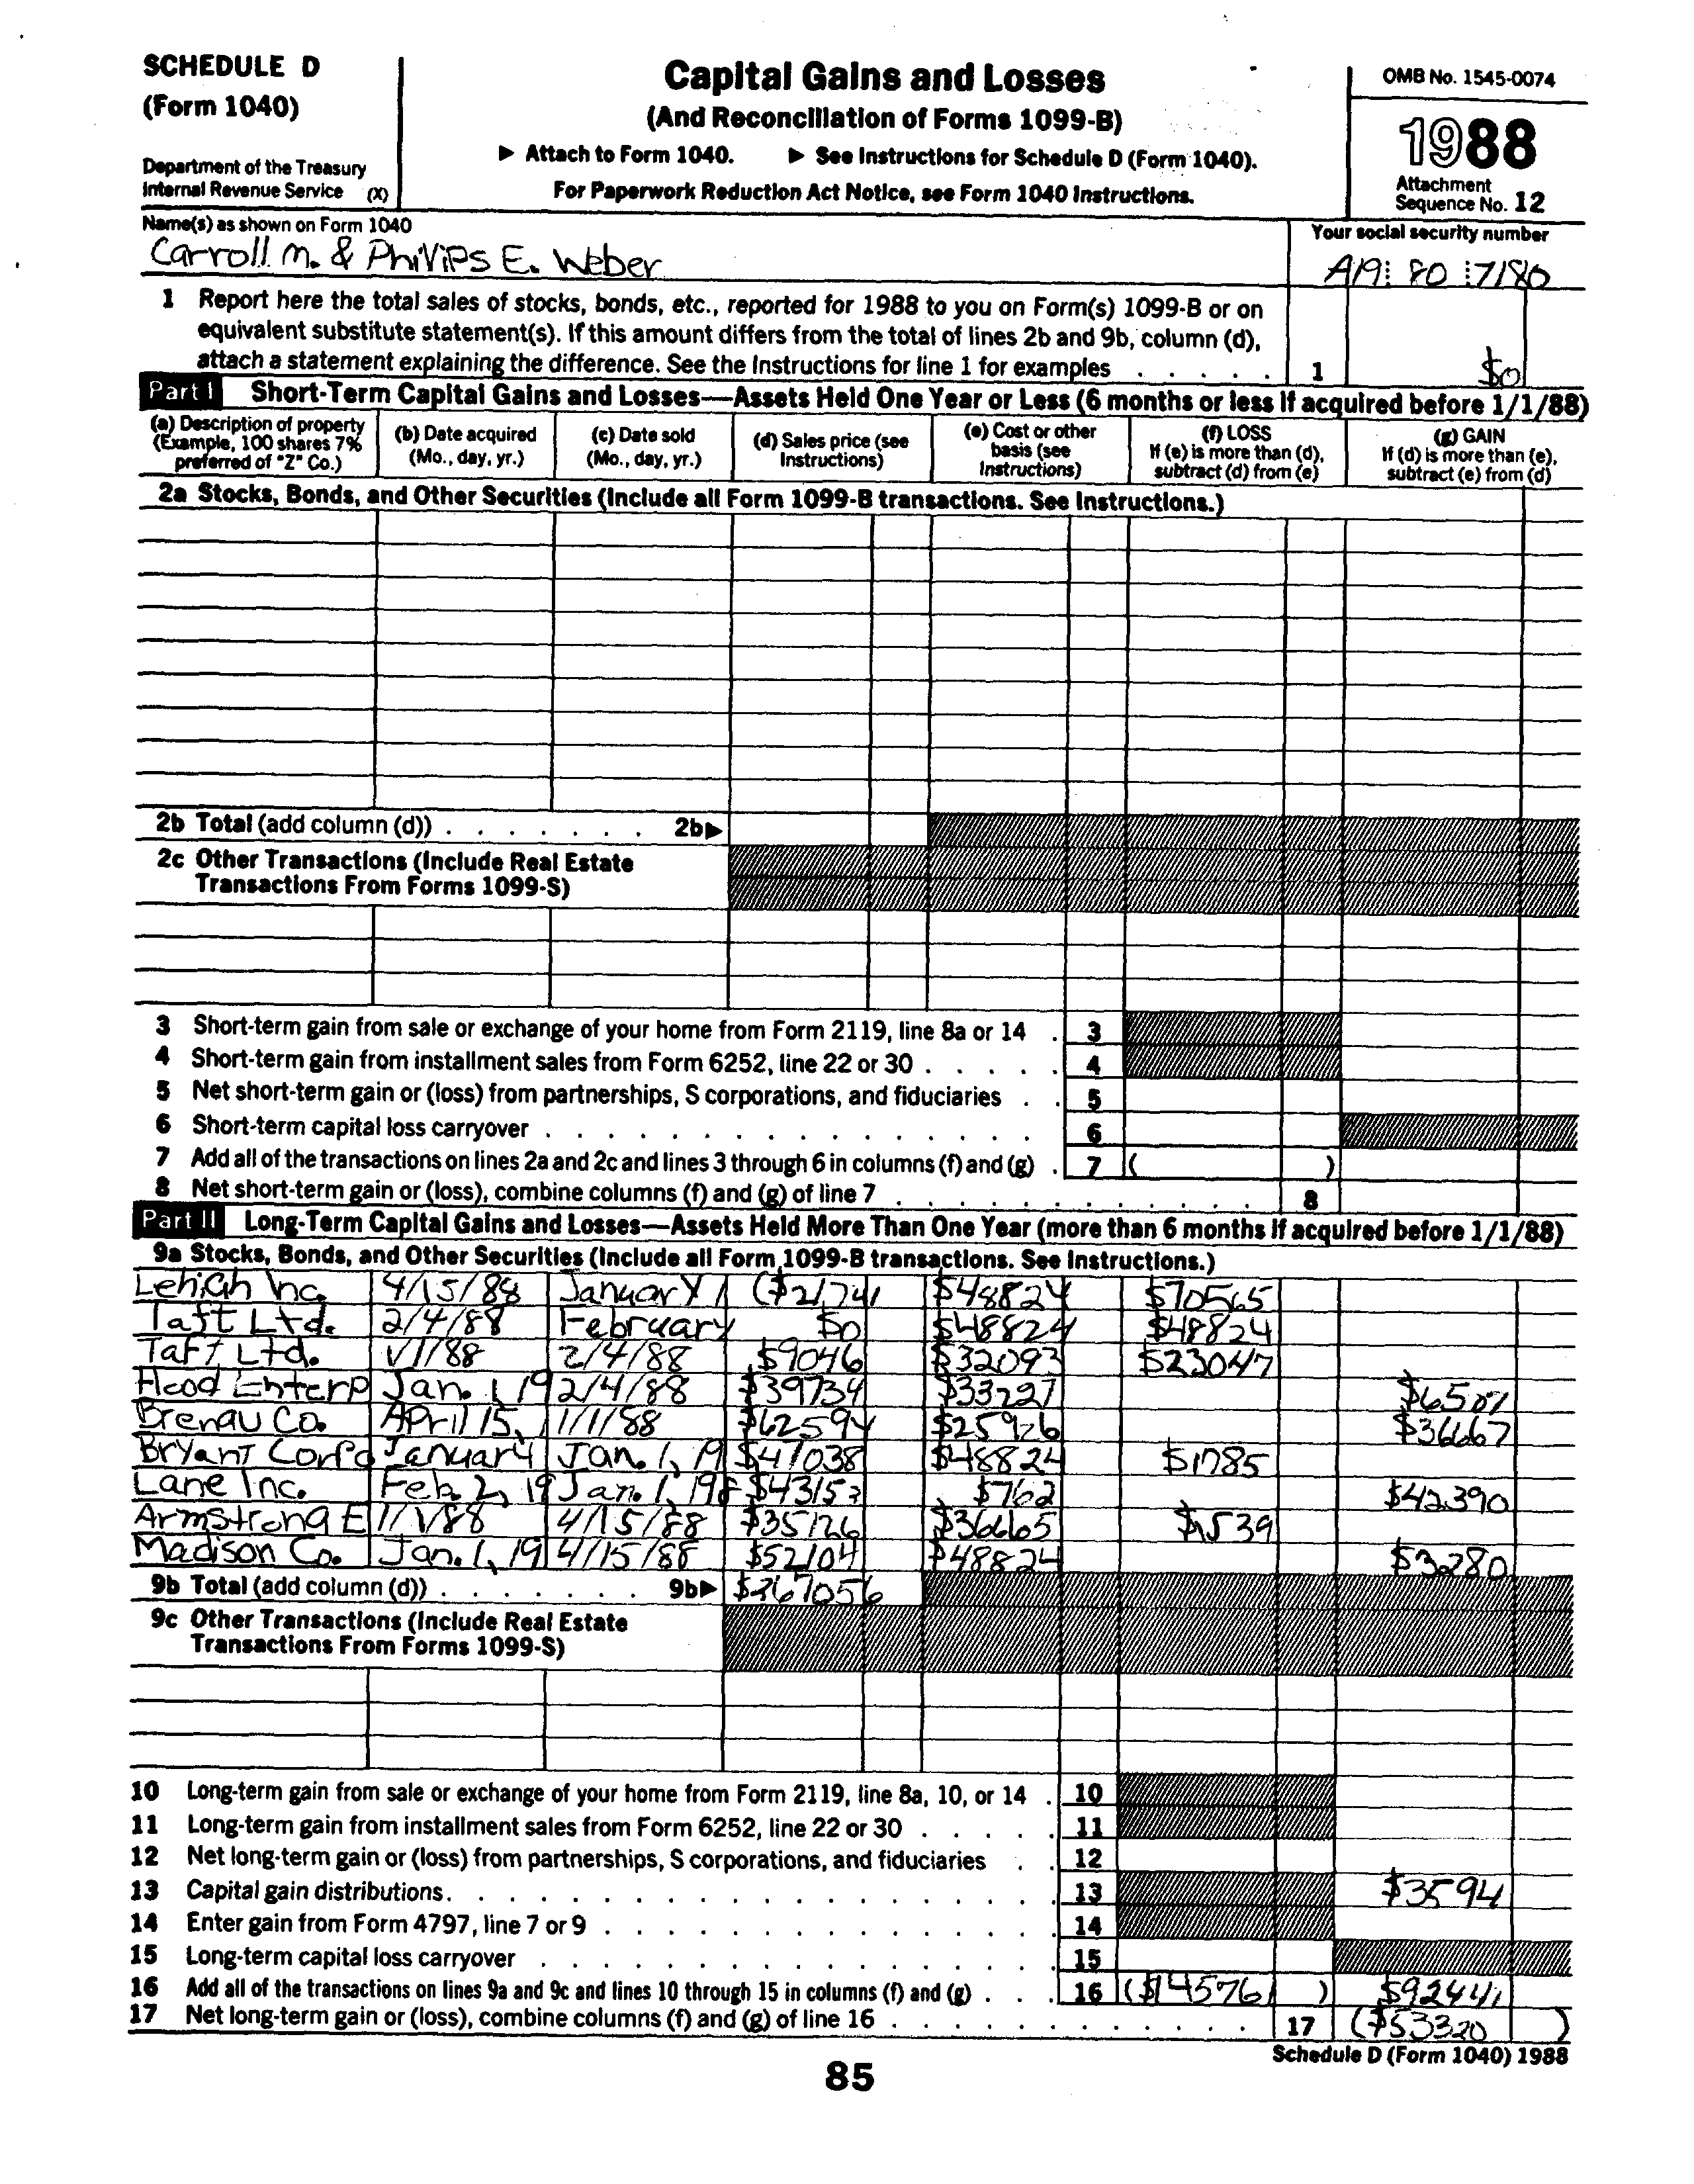 SCHEDULE D
(Form 1040)
Department of the Treasury
Internal Revenue Service (X)
Capital Gains and Losses
(And Reconciliation of Forms 1099-B)
▶ Attach to Form 1040. ▶ See Instructions for Schedule D (Form 1040).
For Paperwork Reduction Act Notice, see Form 1040 Instructions.
OMB No. 1545-0074
1988
Attachment
Sequence No. 12
Name(s) as shown on Form 1040
Carroll M. & Phillips E. Weber
Your social security number
A19 80 7180
1 Report here the total sales of stocks, bonds, etc., reported for 1988 to you on Form(s) 1099-B or on
equivalent substitute statement(s). If this amount differs from the total of lines 2b and 9b, column (d),
attach a statement explaining the difference. See the Instructions for line 1 for examples . . . . . 1 $0
Part I Short-Term Capital Gains and Losses—Assets Held One Year or Less (6 months or less if acquired before 1/1/88)
(a) Description of property (Example, 100 shares 7% preferred of "Z" Co.)
(b) Date acquired (Mo., day, yr.)
(c) Date sold (Mo., day, yr.)
(d) Sales price (see Instructions)
(e) Cost or other basis (see Instructions)
(f) LOSS If (e) is more than (d), subtract (d) from (e)
(g) GAIN If (d) is more than (e), subtract (e) from (d)
2a Stocks, Bonds, and Other Securities (Include all Form 1099-B transactions. See Instructions.)
2b Total (add column (d)) . . . . . . . 2b▶
2c Other Transactions (Include Real Estate
Transactions From Forms 1099-S)
3 Short-term gain from sale or exchange of your home from Form 2119, line 8a or 14 . 3
4 Short-term gain from installment sales from Form 6252, line 22 or 30 . . . . . 4
5 Net short-term gain or (loss) from partnerships, S corporations, and fiduciaries . . 5
6 Short-term capital loss carryover . . . . . . . . . . . . . . . . 6
7 Add all of the transactions on lines 2a and 2c and lines 3 through 6 in columns (f) and (g) . 7 ( )
8 Net short-term gain or (loss), combine columns (f) and (g) of line 7 . . . . . . . . . . . . 8
Part II Long-Term Capital Gains and Losses—Assets Held More Than One Year (more than 6 months if acquired before 1/1/88)
9a Stocks, Bonds, and Other Securities (Include all Form 1099-B transactions. See Instructions.)
Lehigh Inc. 4/15/88 January 1 ($21741 $48824 $70565
Taft Ltd. 2/4/88 February $0 $48824 $48824
Taft Ltd. 1/1/88 2/4/88 $9046 $32093 $23047
Hood Enterp Jan. 1, 19 2/4/88 $39734 $33227 $6507
Brenau Co. April 15, 1/1/88 $62594 $25926 $36667
Bryant Corpo January Jan. 1, 19 $47038 $48824 $1785
Lane Inc. Feb. 2, 19 Jan. 1, 198 $43153 $762 $42390
Armstrong E 1/1/88 4/15/88 $35126 $36665 $1539
Madison Co. Jan. 1, 19 4/15/88 $52104 $48824 $3280
9b Total (add column (d)) . . . . . . . 9b▶ $267056
9c Other Transactions (Include Real Estate
Transactions From Forms 1099-S)
10 Long-term gain from sale or exchange of your home from Form 2119, line 8a, 10, or 14 . 10
11 Long-term gain from installment sales from Form 6252, line 22 or 30 . . . . . 11
12 Net long-term gain or (loss) from partnerships, S corporations, and fiduciaries . . 12
13 Capital gain distributions . . . . . . . . . . . . . . . . . . . 13 $3594
14 Enter gain from Form 4797, line 7 or 9 . . . . . . . . . . . . . . 14
15 Long-term capital loss carryover . . . . . . . . . . . . . . . . 15
16 Add all of the transactions on lines 9a and 9c and lines 10 through 15 in columns (f) and (g) . . . 16 ($145761 ) $92441
17 Net long-term gain or (loss), combine columns (f) and (g) of line 16 . . . . . . . . . . . . . 17 ($53320 )
Schedule D (Form 1040) 1988
85